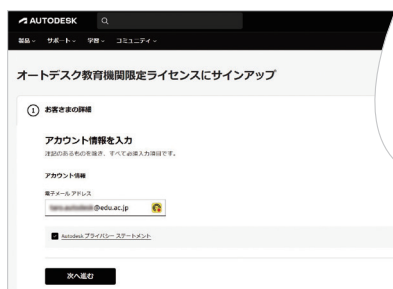 AUTODESK
製品 サポート 学習 コミュニティ
オートデスク教育機関限定ライセンスにサインアップ
1 お客さまの詳細
アカウント情報を入力
注記のあるものを除き、すべて必須入力項目です。
アカウント情報
電子メール アドレス
@edu.ac.jp
Autodesk プライバシー ステートメント
次へ進む